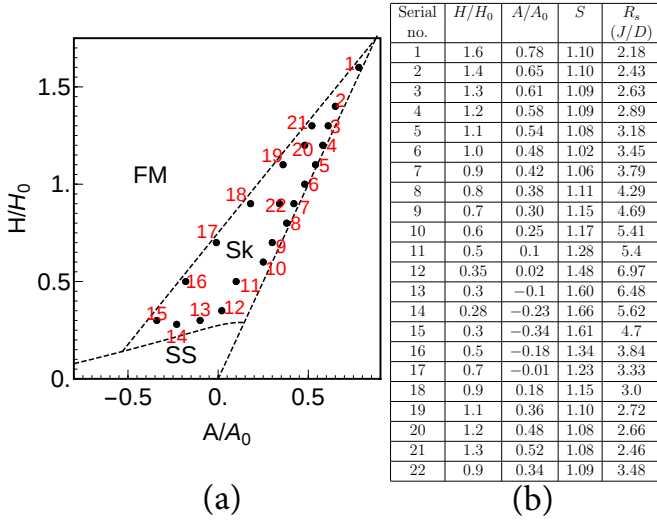 1.5
1.0
0.5
0.
−0.5
0.
0.5
H/H₀
A/A₀
FM
Sk
SS
1
2
21
3
20
4
19
5
6
18
22
7
8
17
9
10
16
11
15
13
12
14
(a)
Serial no. H/H₀ A/A₀ S R_s (J/D)
1 1.6 0.78 1.10 2.18
2 1.4 0.65 1.10 2.43
3 1.3 0.61 1.09 2.63
4 1.2 0.58 1.09 2.89
5 1.1 0.54 1.08 3.18
6 1.0 0.48 1.02 3.45
7 0.9 0.42 1.06 3.79
8 0.8 0.38 1.11 4.29
9 0.7 0.30 1.15 4.69
10 0.6 0.25 1.17 5.41
11 0.5 0.1 1.28 5.4
12 0.35 0.02 1.48 6.97
13 0.3 −0.1 1.60 6.48
14 0.28 −0.23 1.66 5.62
15 0.3 −0.34 1.61 4.7
16 0.5 −0.18 1.34 3.84
17 0.7 −0.01 1.23 3.33
18 0.9 0.18 1.15 3.0
19 1.1 0.36 1.10 2.72
20 1.2 0.48 1.08 2.66
21 1.3 0.52 1.08 2.46
22 0.9 0.34 1.09 3.48
(b)